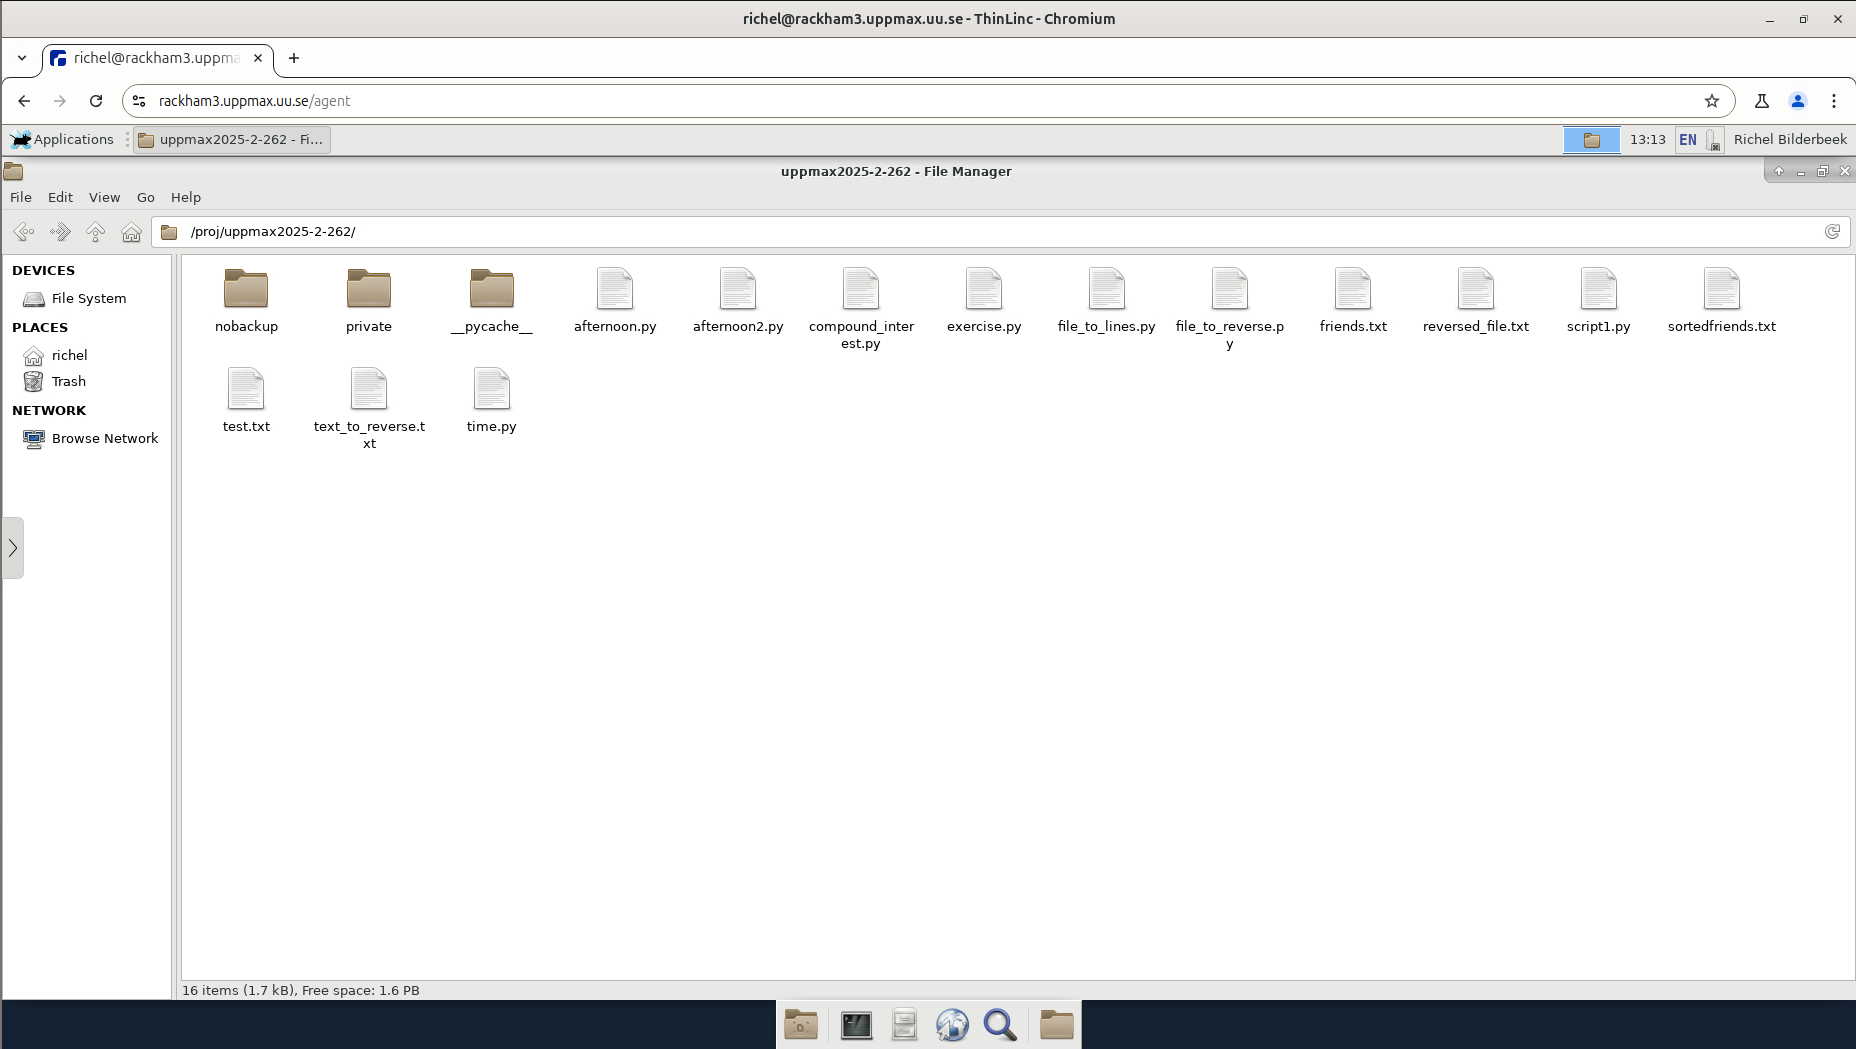 richel@rackham3.uppmax.uu.se - ThinLinc - Chromium
richel@rackham3.uppma
rackham3.uppmax.uu.se/agent
Applications
uppmax2025-2-262 - Fi...
13:13
EN
Richel Bilderbeek
uppmax2025-2-262 - File Manager
File Edit View Go Help
/proj/uppmax2025-2-262/
DEVICES
File System
PLACES
richel
Trash
NETWORK
Browse Network
nobackup
private
__pycache__
afternoon.py
afternoon2.py
compound_inter
est.py
exercise.py
file_to_lines.py
file_to_reverse.p
y
friends.txt
reversed_file.txt
script1.py
sortedfriends.txt
test.txt
text_to_reverse.t
xt
time.py
16 items (1.7 kB), Free space: 1.6 PB